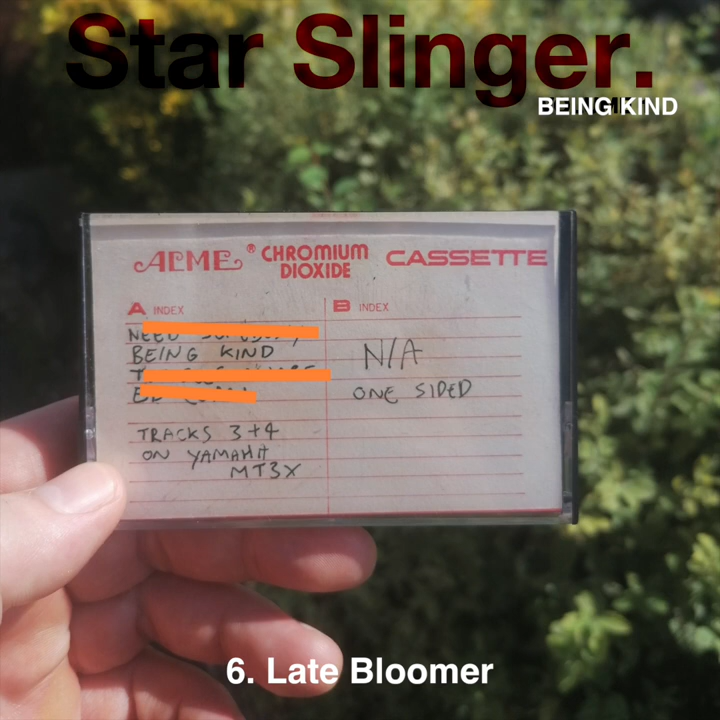 Star Slinger.
BEING KIND
ACME ® CHROMIUM DIOXIDE CASSETTE
A INDEX
NEED
BEING KIND
TRACKS 3+4
ON YAMAHA
MT3X
B INDEX
N/A
ONE SIDED
6. Late Bloomer